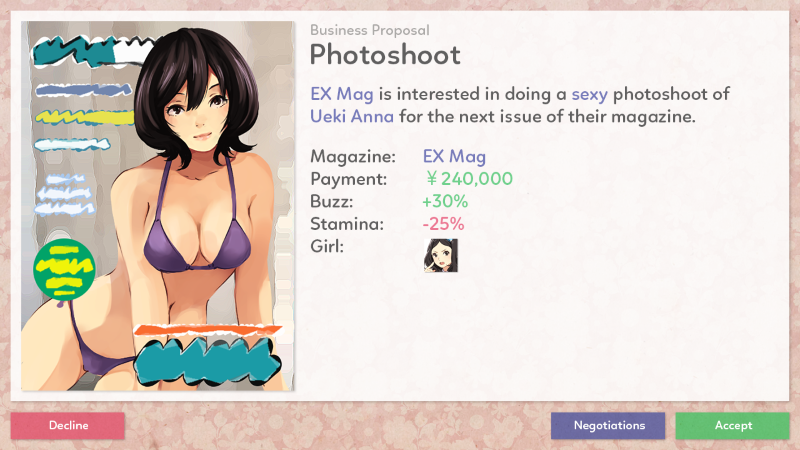 Business Proposal
Photoshoot
EX Mag is interested in doing a sexy photoshoot of
Ueki Anna for the next issue of their magazine.
Magazine: EX Mag
Payment: ¥240,000
Buzz: +30%
Stamina: -25%
Girl:
Decline
Negotiations
Accept